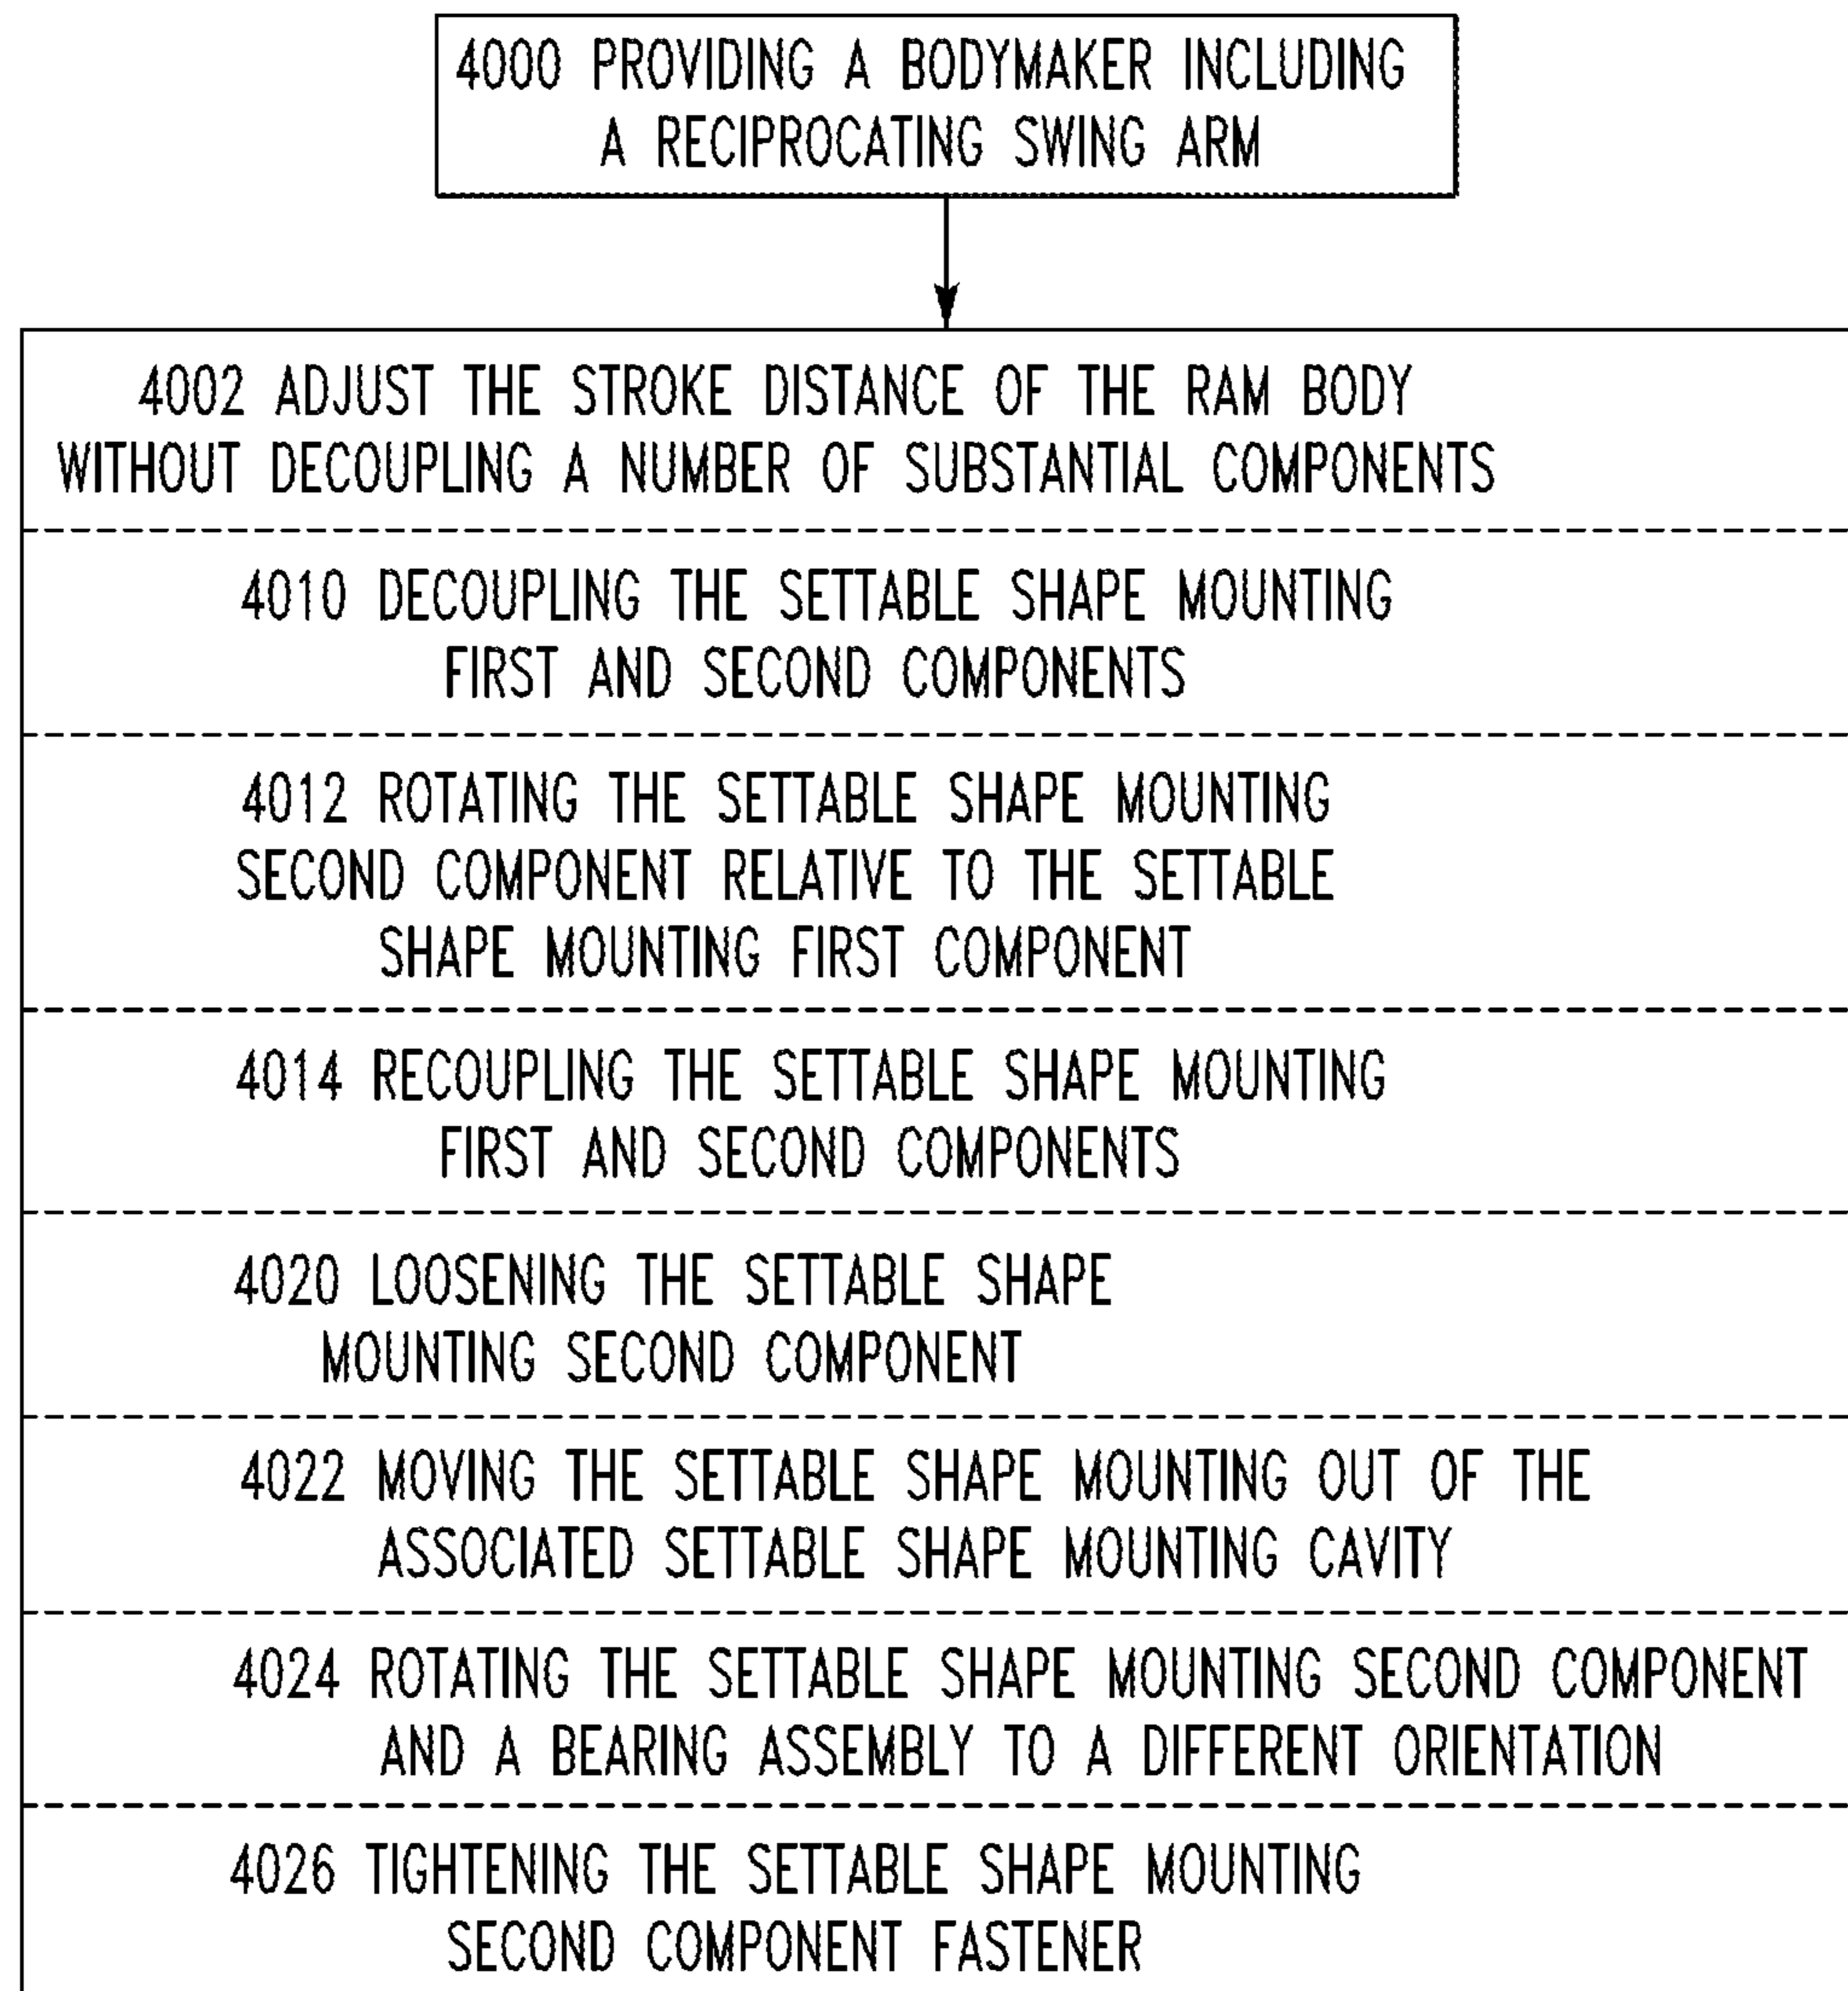 4000 PROVIDING A BODYMAKER INCLUDING
A RECIPROCATING SWING ARM
4002 ADJUST THE STROKE DISTANCE OF THE RAM BODY
WITHOUT DECOUPLING A NUMBER OF SUBSTANTIAL COMPONENTS
4010 DECOUPLING THE SETTABLE SHAPE MOUNTING
FIRST AND SECOND COMPONENTS
4012 ROTATING THE SETTABLE SHAPE MOUNTING
SECOND COMPONENT RELATIVE TO THE SETTABLE
SHAPE MOUNTING FIRST COMPONENT
4014 RECOUPLING THE SETTABLE SHAPE MOUNTING
FIRST AND SECOND COMPONENTS
4020 LOOSENING THE SETTABLE SHAPE
MOUNTING SECOND COMPONENT
4022 MOVING THE SETTABLE SHAPE MOUNTING OUT OF THE
ASSOCIATED SETTABLE SHAPE MOUNTING CAVITY
4024 ROTATING THE SETTABLE SHAPE MOUNTING SECOND COMPONENT
AND A BEARING ASSEMBLY TO A DIFFERENT ORIENTATION
4026 TIGHTENING THE SETTABLE SHAPE MOUNTING
SECOND COMPONENT FASTENER